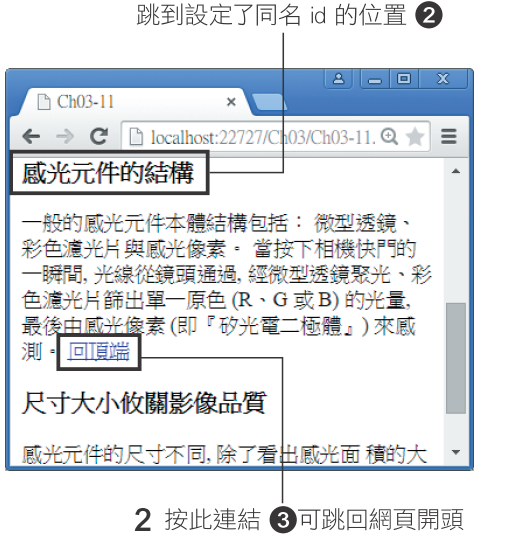 跳到設定了同名 id 的位置 ❷
Ch03-11
localhost:22727/Ch03/Ch03-11.
感光元件的結構
一般的感光元件本體結構包括： 微型透鏡、
彩色濾光片與感光像素。 當按下相機快門的
一瞬間, 光線從鏡頭通過, 經微型透鏡聚光、彩
色濾光片篩出單一原色 (R、G 或 B) 的光量,
最後由感光像素 (即『矽光電二極體』) 來感
測。 回頂端
尺寸大小攸關影像品質
感光元件的尺寸不同, 除了看出感光面 積的大
2 按此連結 ❸可跳回網頁開頭